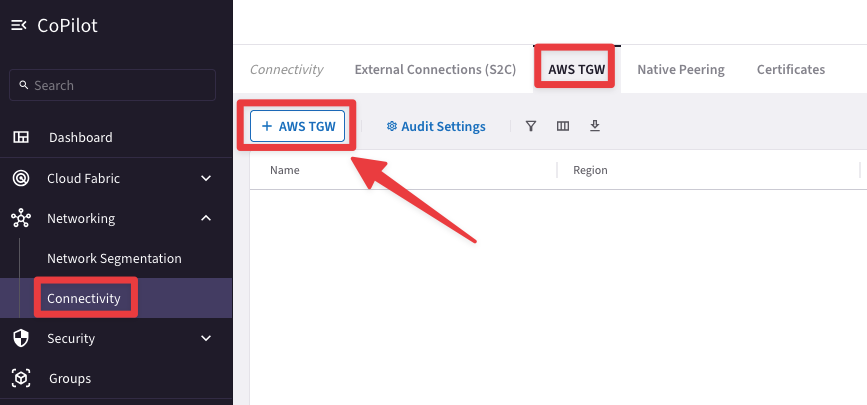 CoPilot
Search
Dashboard
Cloud Fabric
Networking
Network Segmentation
Connectivity
Security
Groups
Connectivity External Connections (S2C) AWS TGW Native Peering Certificates
+ AWS TGW Audit Settings
Name Region